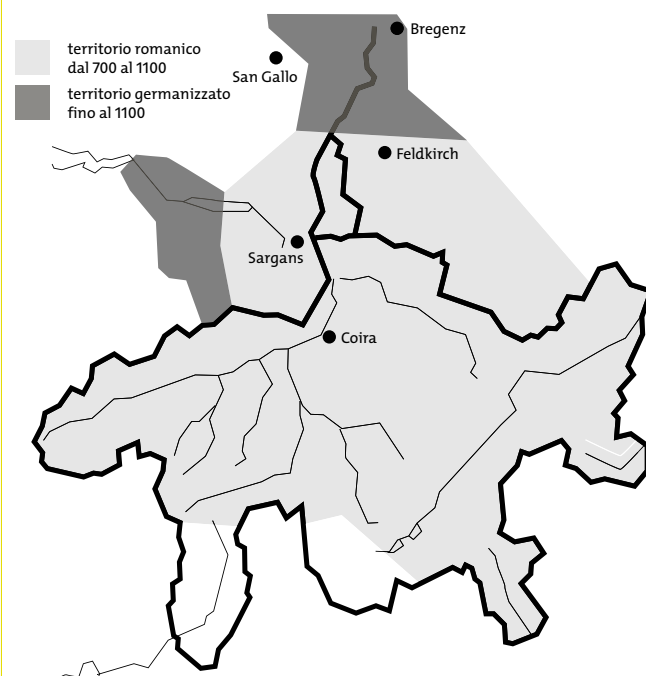 territorio romanico
dal 700 al 1100
territorio germanizzato
fino al 1100
Bregenz
San Gallo
Feldkirch
Sargans
Coira